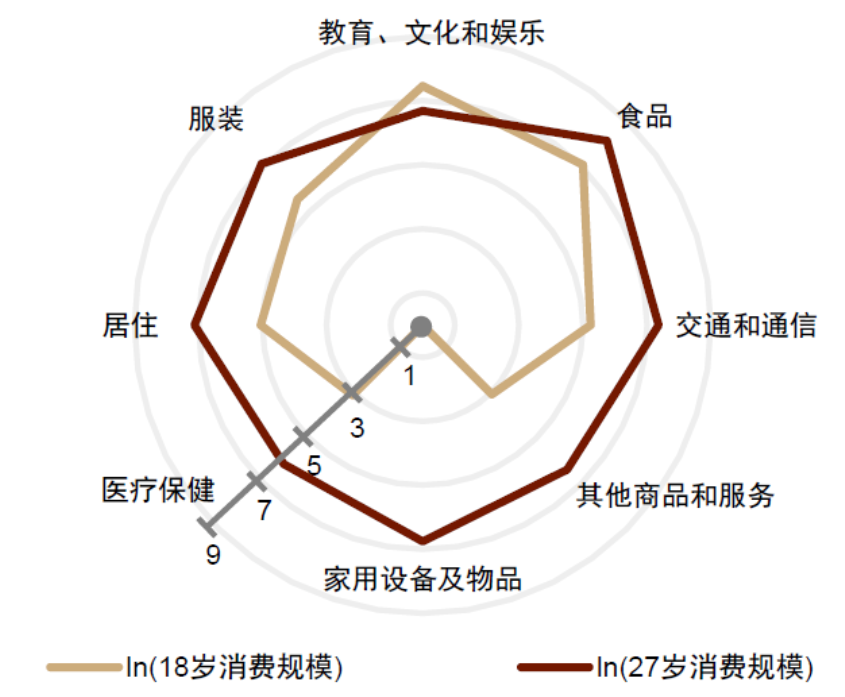 教育、文化和娱乐
服装
食品
居住
交通和通信
1
3
5
医疗保健
7
其他商品和服务
9
家用设备及物品
ln(18岁消费规模)
ln(27岁消费规模)